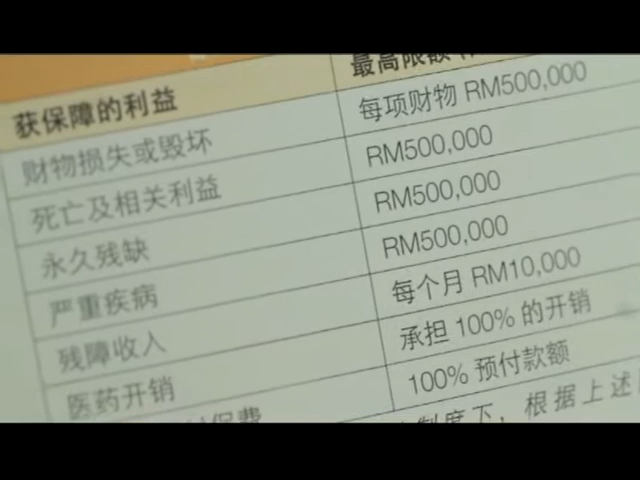 获保障的利益 最高限额
财物损失或毁坏 每项财物 RM500,000
死亡及相关利益 RM500,000
永久残缺 RM500,000
严重疾病 RM500,000
残障收入 每个月 RM10,000
医药开销 承担 100% 的开销
保费 100% 预付款额
制度下，根据上述